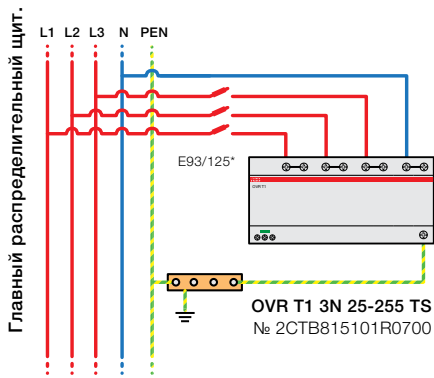 Главный распределительный щит.
L1 L2 L3 N PEN
E93/125*
ABB
OVR T1
OVR T1 3N 25-255 TS
№ 2CTB815101R0700